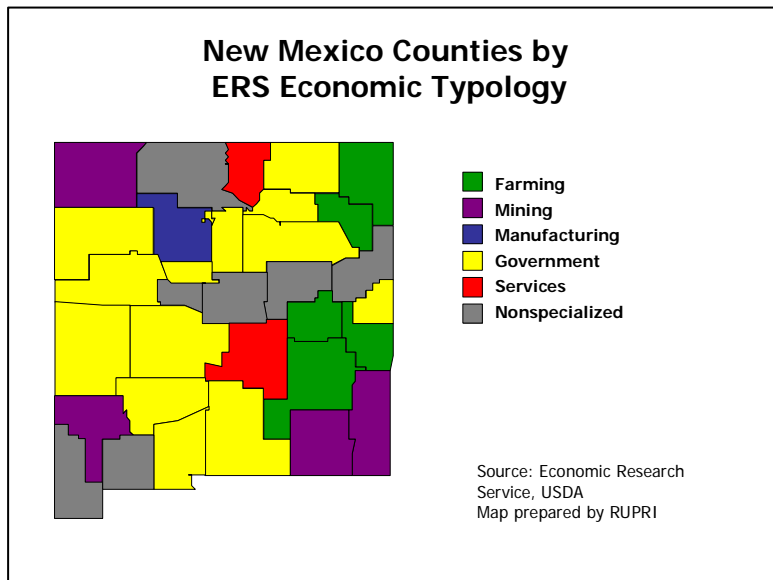 New Mexico Counties by
ERS Economic Typology
Farming
Mining
Manufacturing
Government
Services
Nonspecialized
Source: Economic Research
Service, USDA
Map prepared by RUPRI